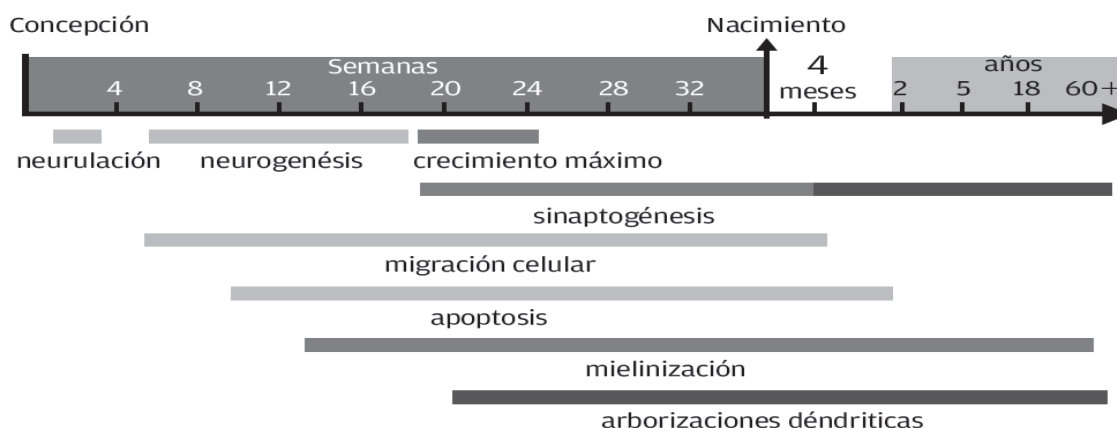 Concepción Nacimiento
Semanas 4 años
4 8 12 16 20 24 28 32 meses 2 5 18 60+
neurulación neurogenésis crecimiento máximo
sinaptogénesis
migración celular
apoptosis
mielinización
arborizaciones déndriticas